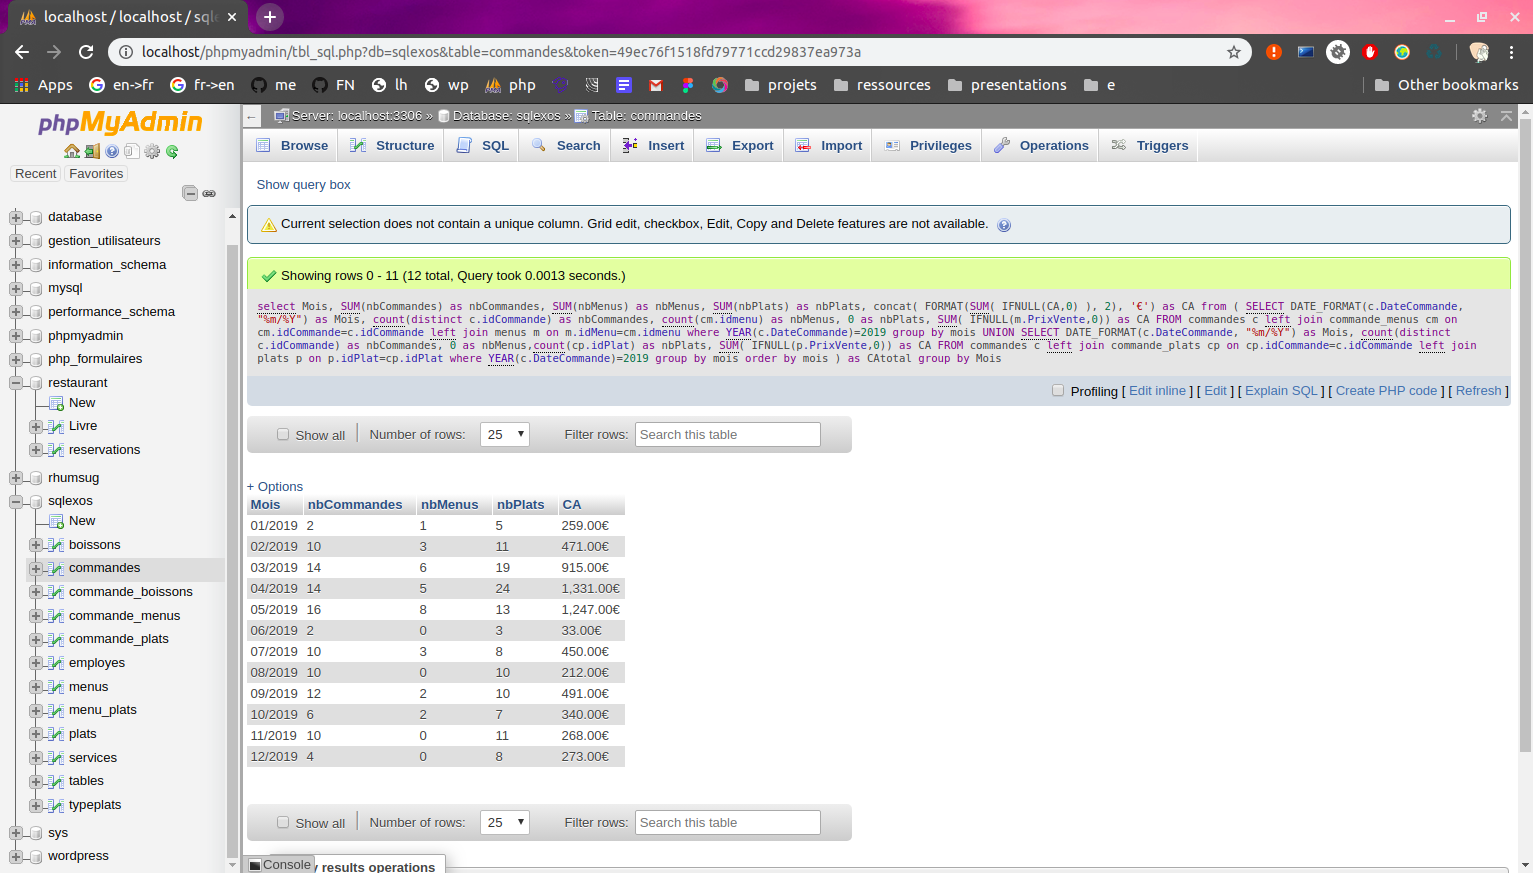 localhost / localhost / sqle
localhost/phpmyadmin/tbl_sql.php?db=sqlexos&table=commandes&token=49ec76f1518fd79771ccd29837ea973a
Apps en->fr fr->en me FN lh wp php projets ressources presentations e Other bookmarks
phpMyAdmin
Recent Favorites
database
gestion_utilisateurs
information_schema
mysql
performance_schema
phpmyadmin
php_formulaires
restaurant
New
Livre
reservations
rhumsug
sqlexos
New
boissons
commandes
commande_boissons
commande_menus
commande_plats
employes
menus
menu_plats
plats
services
tables
typeplats
sys
wordpress
Server: localhost:3306 » Database: sqlexos » Table: commandes
Browse Structure SQL Search Insert Export Import Privileges Operations Triggers
Show query box
Current selection does not contain a unique column. Grid edit, checkbox, Edit, Copy and Delete features are not available.
Showing rows 0 - 11 (12 total, Query took 0.0013 seconds.)
select Mois, SUM(nbCommandes) as nbCommandes, SUM(nbMenus) as nbMenus, SUM(nbPlats) as nbPlats, concat( FORMAT(SUM( IFNULL(CA,0) ), 2), '€') as CA from ( SELECT DATE_FORMAT(c.DateCommande,
"%m/%Y") as Mois, count(distinct c.idCommande) as nbCommandes, count(cm.idmenu) as nbMenus, 0 as nbPlats, SUM( IFNULL(m.PrixVente,0)) as CA FROM commandes c left join commande_menus cm on
cm.idCommande=c.idCommande left join menus m on m.idMenu=cm.idmenu where YEAR(c.DateCommande)=2019 group by mois UNION SELECT DATE_FORMAT(c.DateCommande, "%m/%Y") as Mois, count(distinct
c.idCommande) as nbCommandes, 0 as nbMenus,count(cp.idPlat) as nbPlats, SUM( IFNULL(p.PrixVente,0)) as CA FROM commandes c left join commande_plats cp on cp.idCommande=c.idCommande left join
plats p on p.idPlat=cp.idPlat where YEAR(c.DateCommande)=2019 group by mois order by mois ) as CAtotal group by Mois
Profiling [ Edit inline ] [ Edit ] [ Explain SQL ] [ Create PHP code ] [ Refresh ]
Show all Number of rows: 25 Filter rows: Search this table
+ Options
Mois nbCommandes nbMenus nbPlats CA
01/2019 2 1 5 259.00€
02/2019 10 3 11 471.00€
03/2019 14 6 19 915.00€
04/2019 14 5 24 1,331.00€
05/2019 16 8 13 1,247.00€
06/2019 2 0 3 33.00€
07/2019 10 3 8 450.00€
08/2019 10 0 10 212.00€
09/2019 12 2 10 491.00€
10/2019 6 2 7 340.00€
11/2019 10 0 11 268.00€
12/2019 4 0 8 273.00€
Show all Number of rows: 25 Filter rows: Search this table
Console
results operations